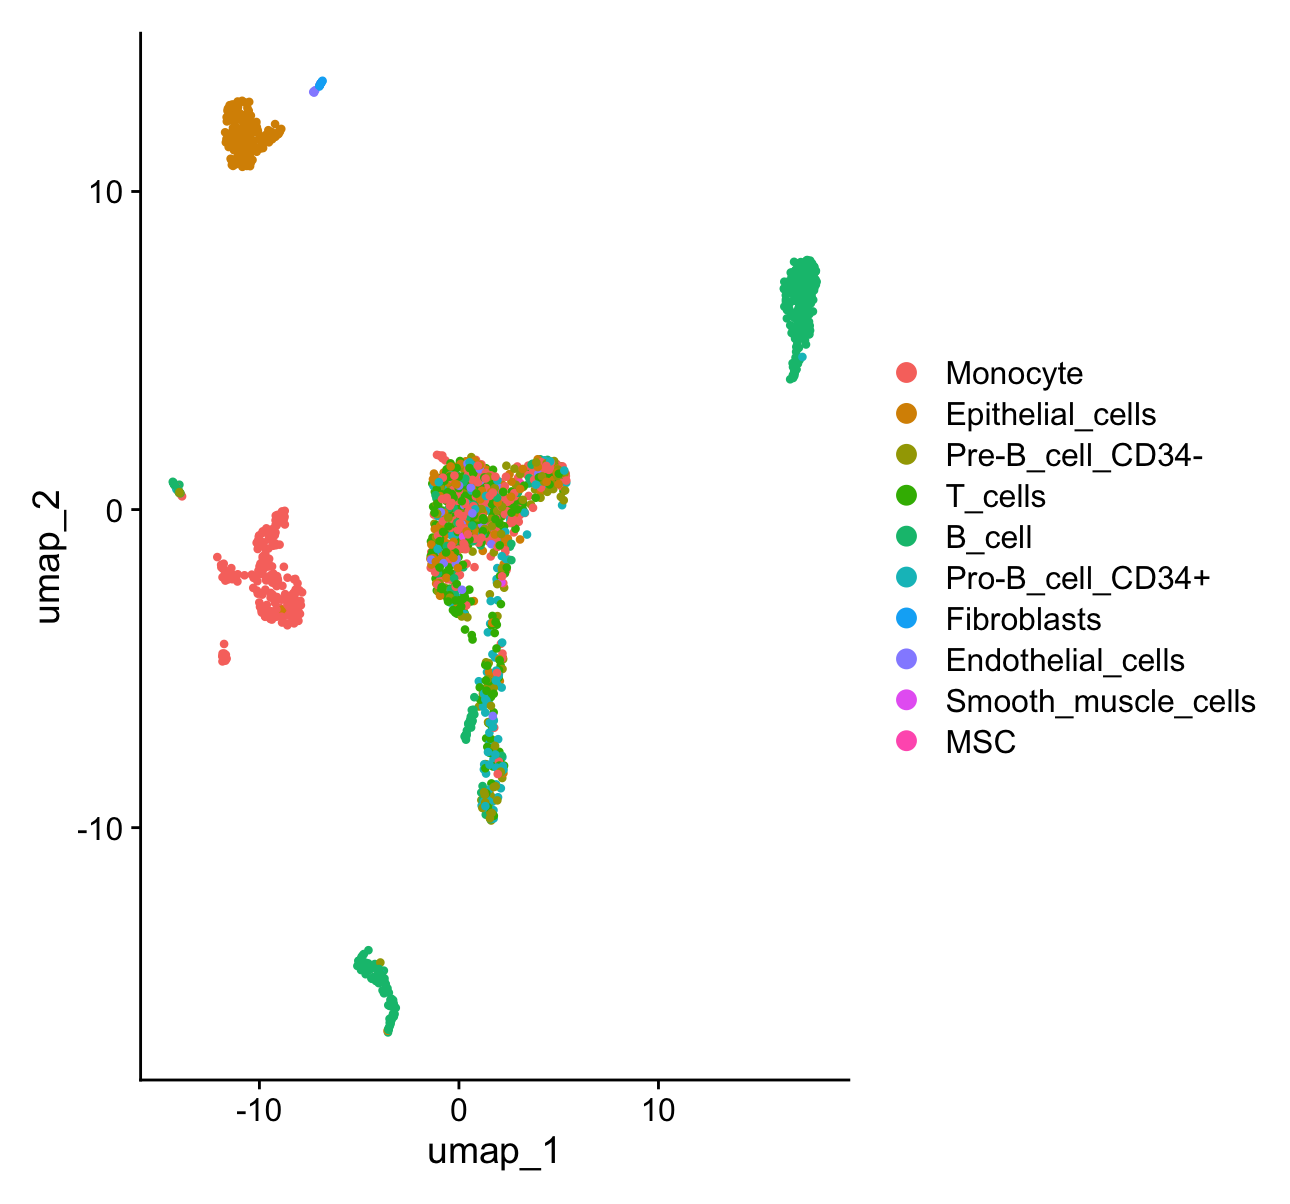 10
0
-10
umap_2
-10
0
10
umap_1
Monocyte
Epithelial_cells
Pre-B_cell_CD34-
T_cells
B_cell
Pro-B_cell_CD34+
Fibroblasts
Endothelial_cells
Smooth_muscle_cells
MSC